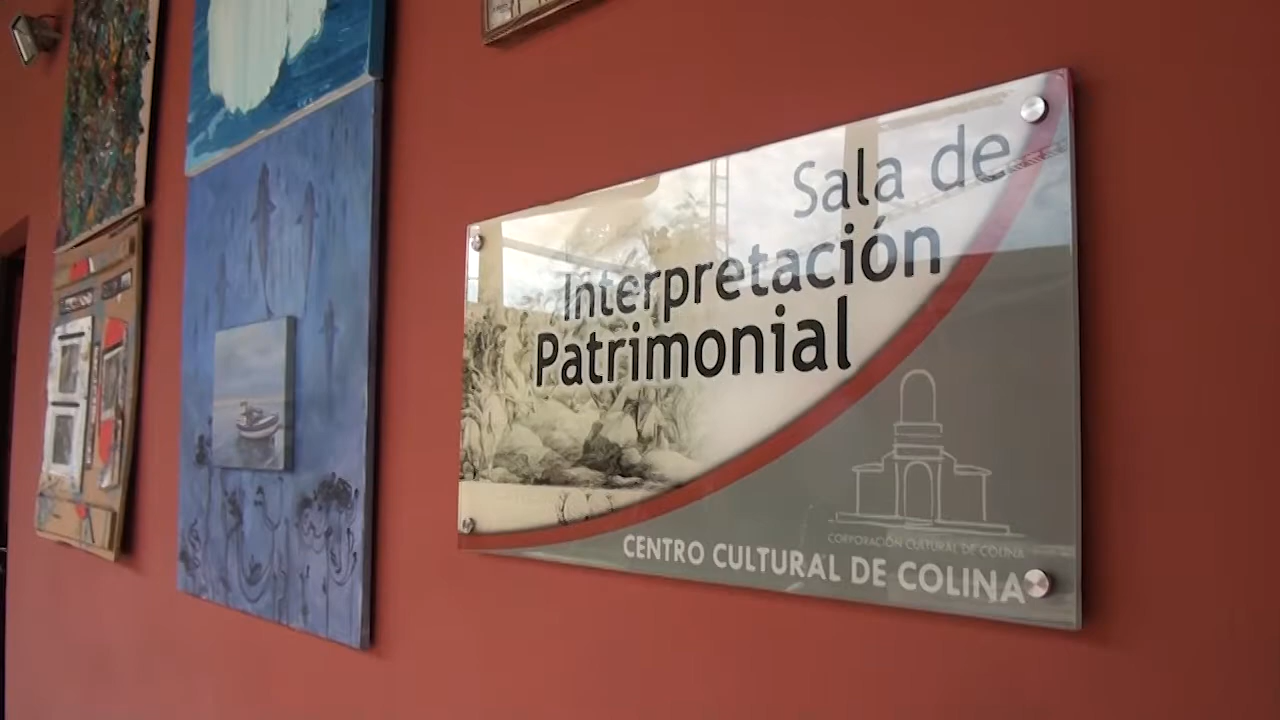 Sala de
Interpretación
Patrimonial
CORPORACIÓN CULTURAL DE COLINA
CENTRO CULTURAL DE COLINA